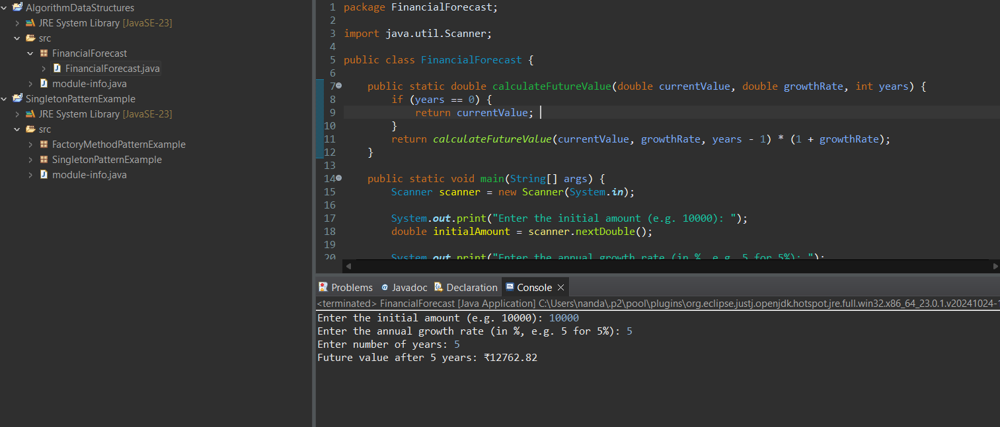 AlgorithmDataStructures
JRE System Library [JavaSE-23]
src
FinancialForecast
FinancialForecast.java
module-info.java
SingletonPatternExample
JRE System Library [JavaSE-23]
src
FactoryMethodPatternExample
SingletonPatternExample
module-info.java
1 package FinancialForecast;
2
3 import java.util.Scanner;
4
5 public class FinancialForecast {
6
7 public static double calculateFutureValue(double currentValue, double growthRate, int years) {
8 if (years == 0) {
9 return currentValue;
10 }
11 return calculateFutureValue(currentValue, growthRate, years - 1) * (1 + growthRate);
12 }
13
14 public static void main(String[] args) {
15 Scanner scanner = new Scanner(System.in);
16
17 System.out.print("Enter the initial amount (e.g. 10000): ");
18 double initialAmount = scanner.nextDouble();
19
20 System.out.print("Enter the annual growth rate (in %, e.g. 5 for 5%): ");
Problems @ Javadoc Declaration Console
<terminated> FinancialForecast [Java Application] C:\Users\nanda\.p2\pool\plugins\org.eclipse.justj.openjdk.hotspot.jre.full.win32.x86_64_23.0.1.v20241024-1
Enter the initial amount (e.g. 10000): 10000
Enter the annual growth rate (in %, e.g. 5 for 5%): 5
Enter number of years: 5
Future value after 5 years: ₹12762.82